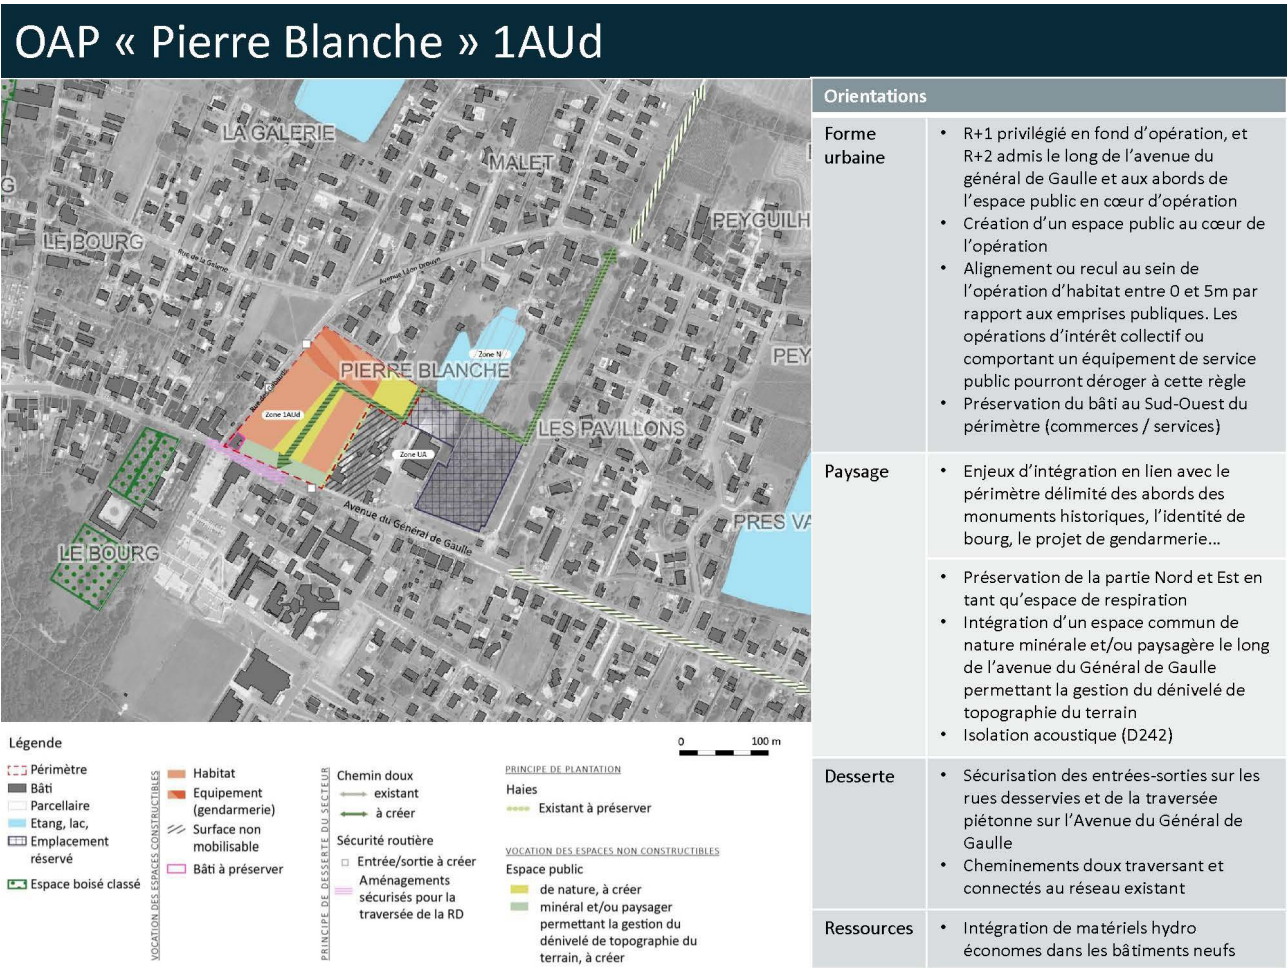 OAP « Pierre Blanche » 1AUd
LA GALERIE
MALET
PEYGUILH
LE BOURG
Rue de la Galerie
Avenue Léon Drouyn
Zone N
PIERRE BLANCHE
PEY
Zone 1AUd
LES PAVILLONS
Zone UA
Avenue du Général de Gaulle
PRES VA
LE BOURG
G
Orientations
Forme
urbaine
• R+1 privilégié en fond d'opération, et
R+2 admis le long de l'avenue du
général de Gaulle et aux abords de
l'espace public en cœur d'opération
• Création d'un espace public au cœur de
l'opération
• Alignement ou recul au sein de
l'opération d'habitat entre 0 et 5m par
rapport aux emprises publiques. Les
opérations d'intérêt collectif ou
comportant un équipement de service
public pourront déroger à cette règle
• Préservation du bâti au Sud-Ouest du
périmètre (commerces / services)
Paysage
• Enjeux d'intégration en lien avec le
périmètre délimité des abords des
monuments historiques, l'identité de
bourg, le projet de gendarmerie...
• Préservation de la partie Nord et Est en
tant qu'espace de respiration
• Intégration d'un espace commun de
nature minérale et/ou paysagère le long
de l'avenue du Général de Gaulle
permettant la gestion du dénivelé de
topographie du terrain
• Isolation acoustique (D242)
Desserte
• Sécurisation des entrées-sorties sur les
rues desservies et de la traversée
piétonne sur l'Avenue du Général de
Gaulle
• Cheminements doux traversant et
connectés au réseau existant
Ressources
• Intégration de matériels hydro
économes dans les bâtiments neufs
0 100 m
Légende
Périmètre
Bâti
Parcellaire
Etang, lac,
Emplacement
réservé
Espace boisé classé
VOCATION DES ESPACES CONSTRUCTIBLES
Habitat
Equipement
(gendarmerie)
Surface non
mobilisable
Bâti à préserver
PRINCIPE DE DESSERTE DU SECTEUR
Chemin doux
existant
à créer
Sécurité routière
Entrée/sortie à créer
Aménagements
sécurisés pour la
traversée de la RD
PRINCIPE DE PLANTATION
Haies
Existant à préserver
VOCATION DES ESPACES NON CONSTRUCTIBLES
Espace public
de nature, à créer
minéral et/ou paysager
permettant la gestion du
dénivelé de topographie du
terrain, à créer